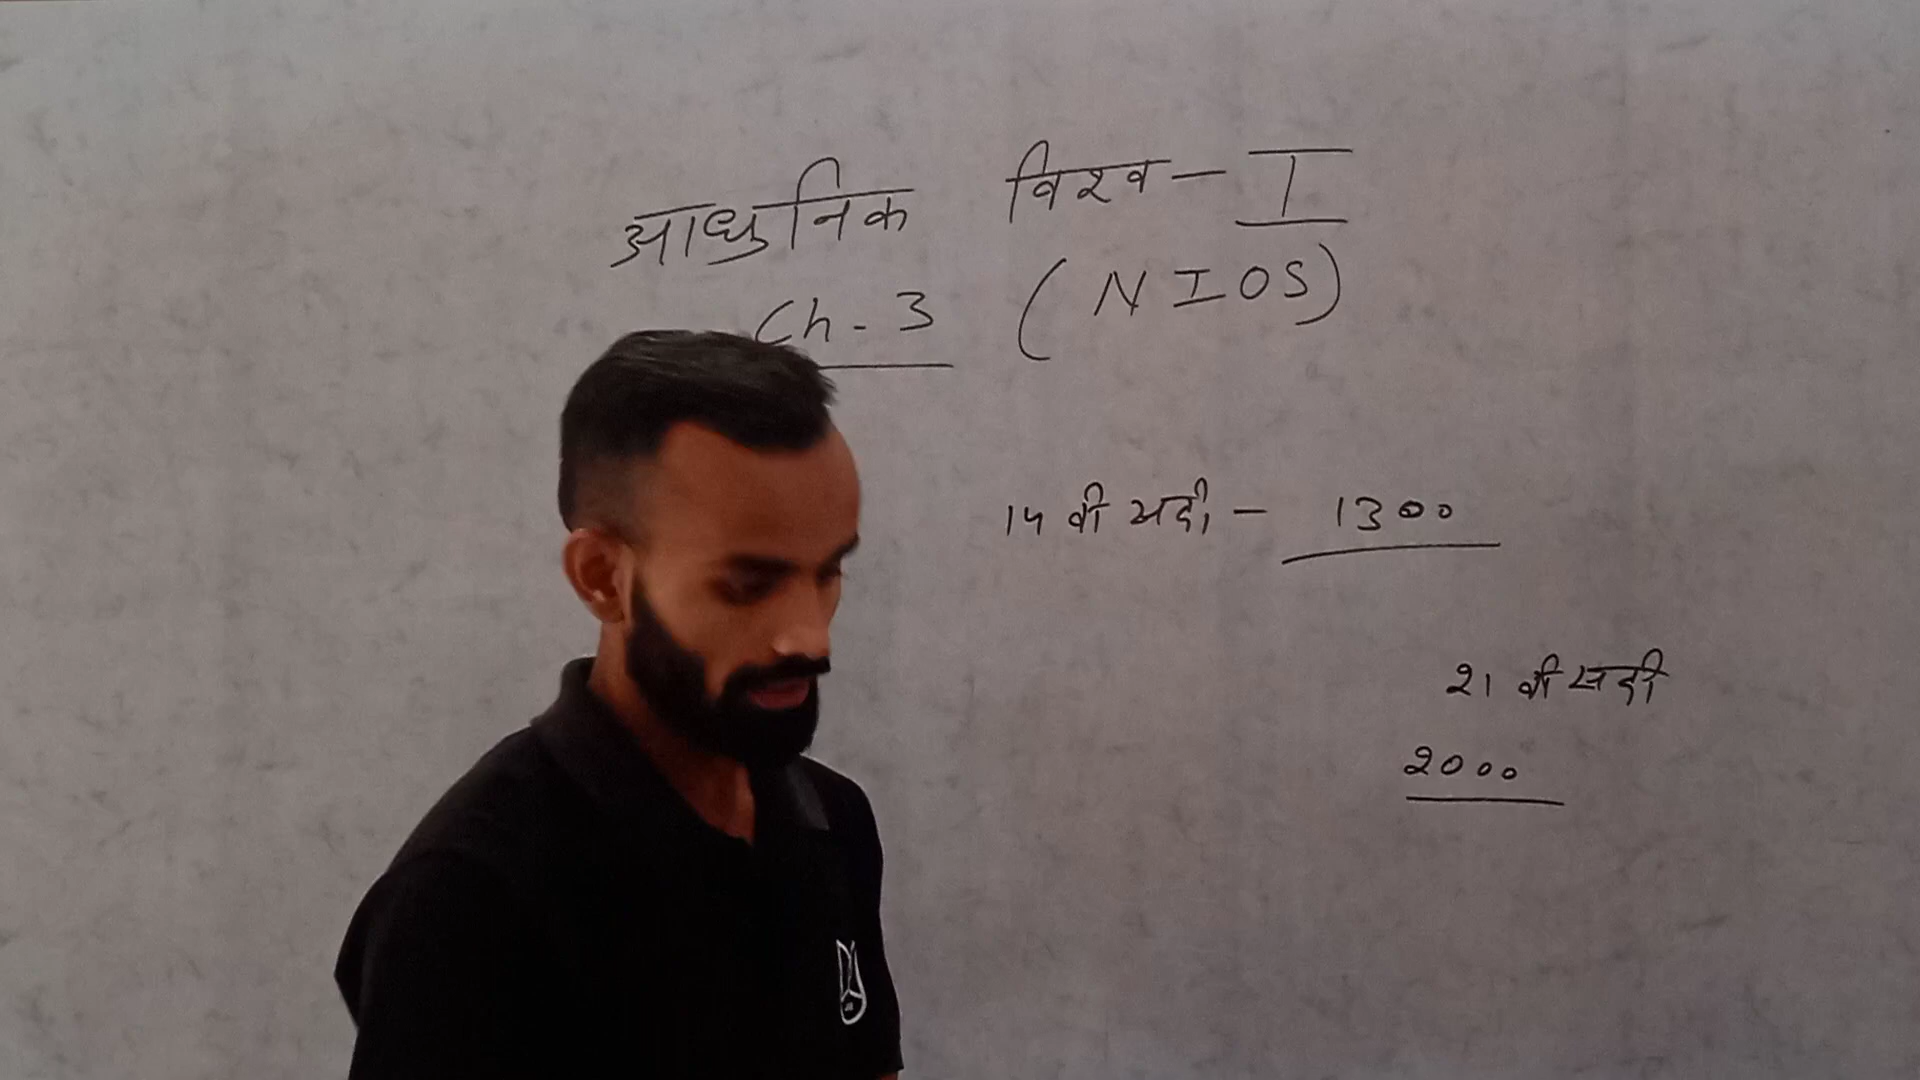 आधुनिक विश्व - I
Ch - 3 (NIOS)
14 वी सदी - 1300
21 वी सदी
2000